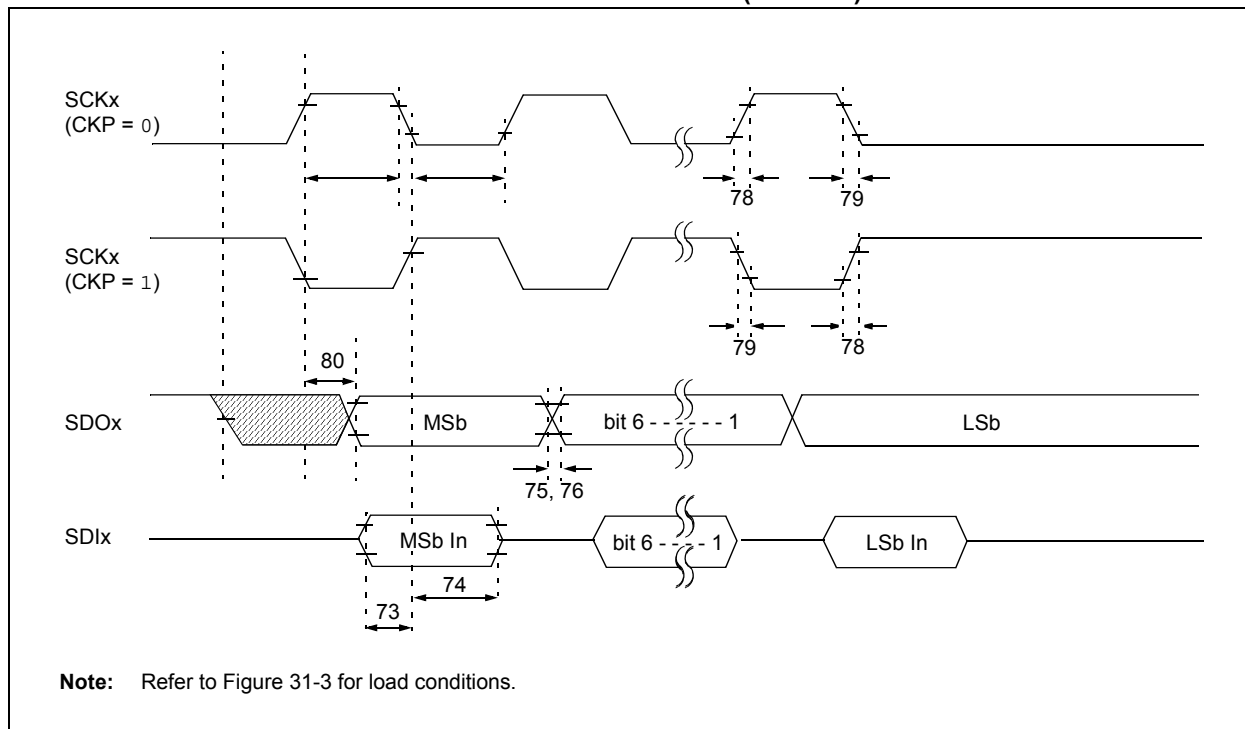 SCKx
(CKP = 0)
78
79
SCKx
(CKP = 1)
79
78
80
SDOx
MSb
bit 6 - - - - - - 1
LSb
75, 76
SDIx
MSb In
bit 6 - - - - 1
LSb In
74
73
Note: Refer to Figure 31-3 for load conditions.